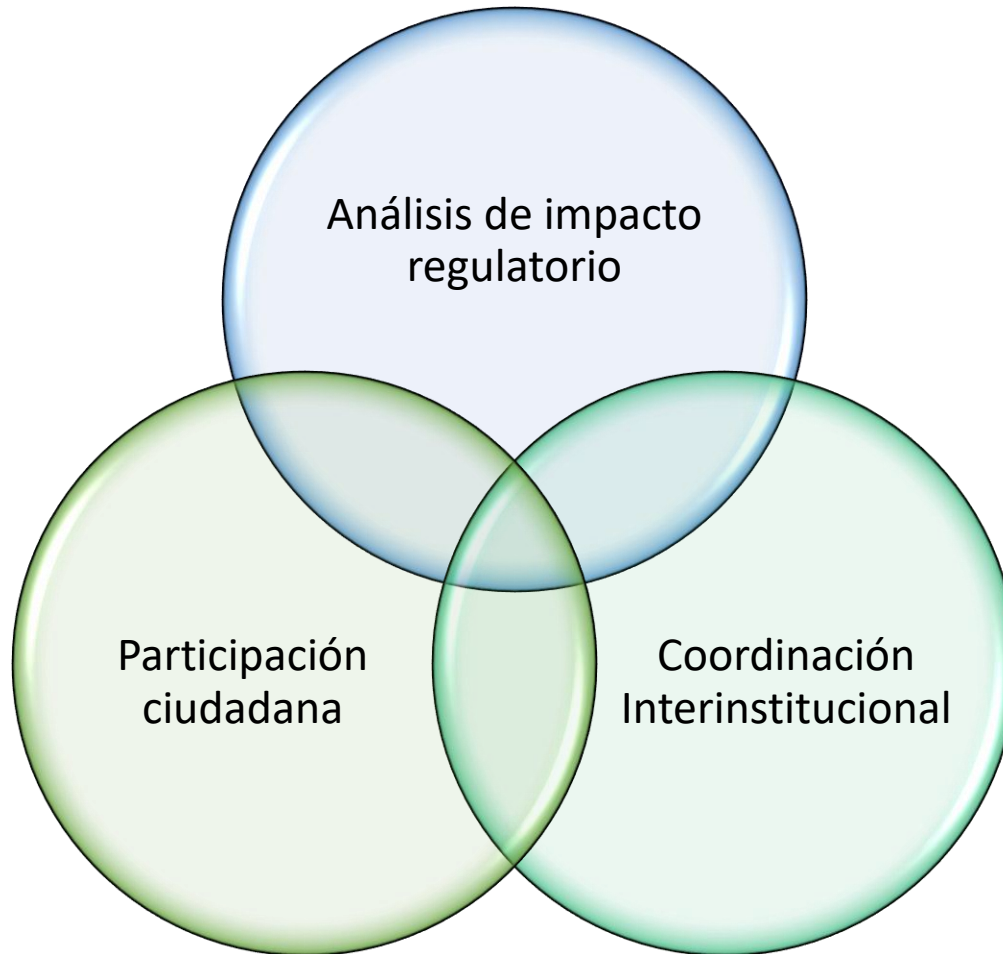 Análisis de impacto
regulatorio
Participación
ciudadana
Coordinación
Interinstitucional